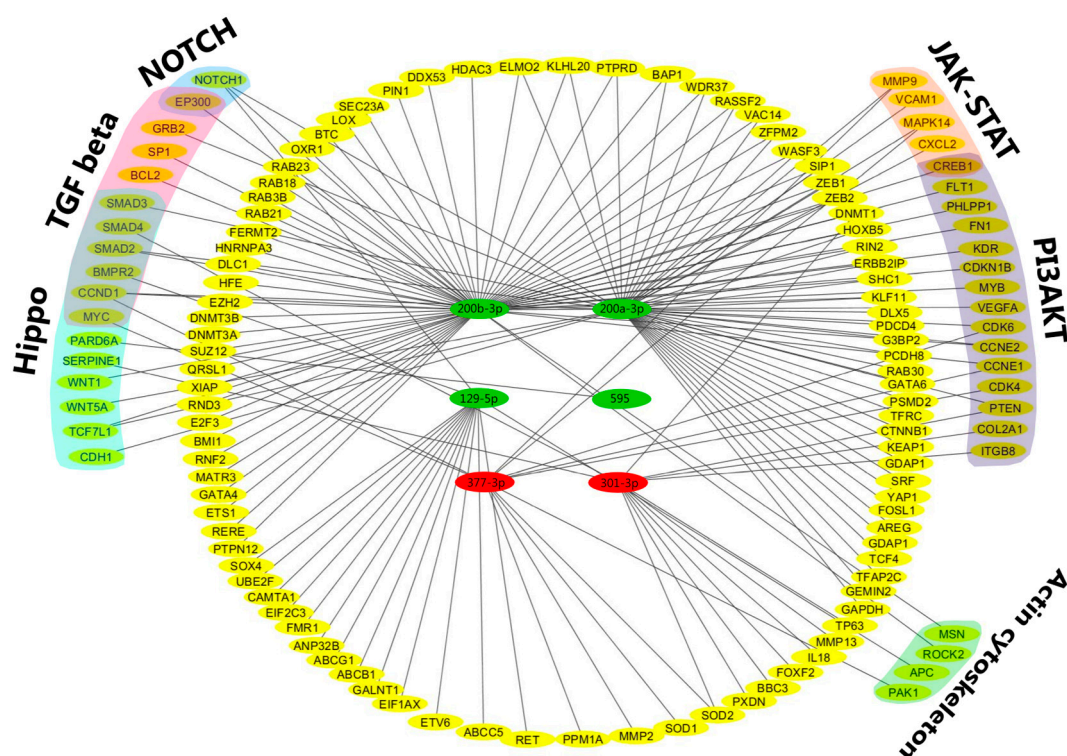 NOTCH
TGF beta
Hippo
JAK-STAT
PI3AKT
Actin cytoskeleton
NOTCH1
EP300
GRB2
SP1
BCL2
SMAD3
SMAD4
SMAD2
BMPR2
CCND1
MYC
PARD6A
SERPINE1
WNT1
WNT5A
TCF7L1
CDH1
MMP9
VCAM1
MAPK14
CXCL2
CREB1
FLT1
PHLPP1
FN1
KDR
CDKN1B
MYB
VEGFA
CDK6
CCNE2
CCNE1
CDK4
PTEN
COL2A1
ITGB8
MSN
ROCK2
APC
PAK1
200b-3p
200a-3p
129-5p
595
377-3p
301-3p
KLHL20
PTPRD
BAP1
WDR37
RASSF2
VAC14
ZFPM2
WASF3
SIP1
ZEB1
ZEB2
DNMT1
HOXB5
RIN2
ERBB2IP
SHC1
KLF11
DLX5
PDCD4
G3BP2
PCDH8
RAB30
GATA6
PSMD2
TFRC
CTNNB1
KEAP1
GDAP1
SRF
YAP1
FOSL1
AREG
GDAP1
TCF4
TFAP2C
GEMIN2
GAPDH
TP63
MMP13
IL18
FOXF2
BBC3
PXDN
SOD2
SOD1
MMP2
PPM1A
RET
ABCC5
ETV6
EIF1AX
GALNT1
ABCB1
ABCG1
ANP32B
FMR1
EIF2C3
CAMTA1
UBE2F
SOX4
PTPN12
RERE
ETS1
GATA4
MATR3
RNF2
BMI1
E2F3
RND3
XIAP
QRSL1
SUZ12
DNMT3A
DNMT3B
EZH2
HFE
DLC1
HNRNPA3
FERMT2
RAB21
RAB3B
RAB18
RAB23
OXR1
BTC
LOX
SEC23A
PIN1
DDX53
HDAC3
ELMO2